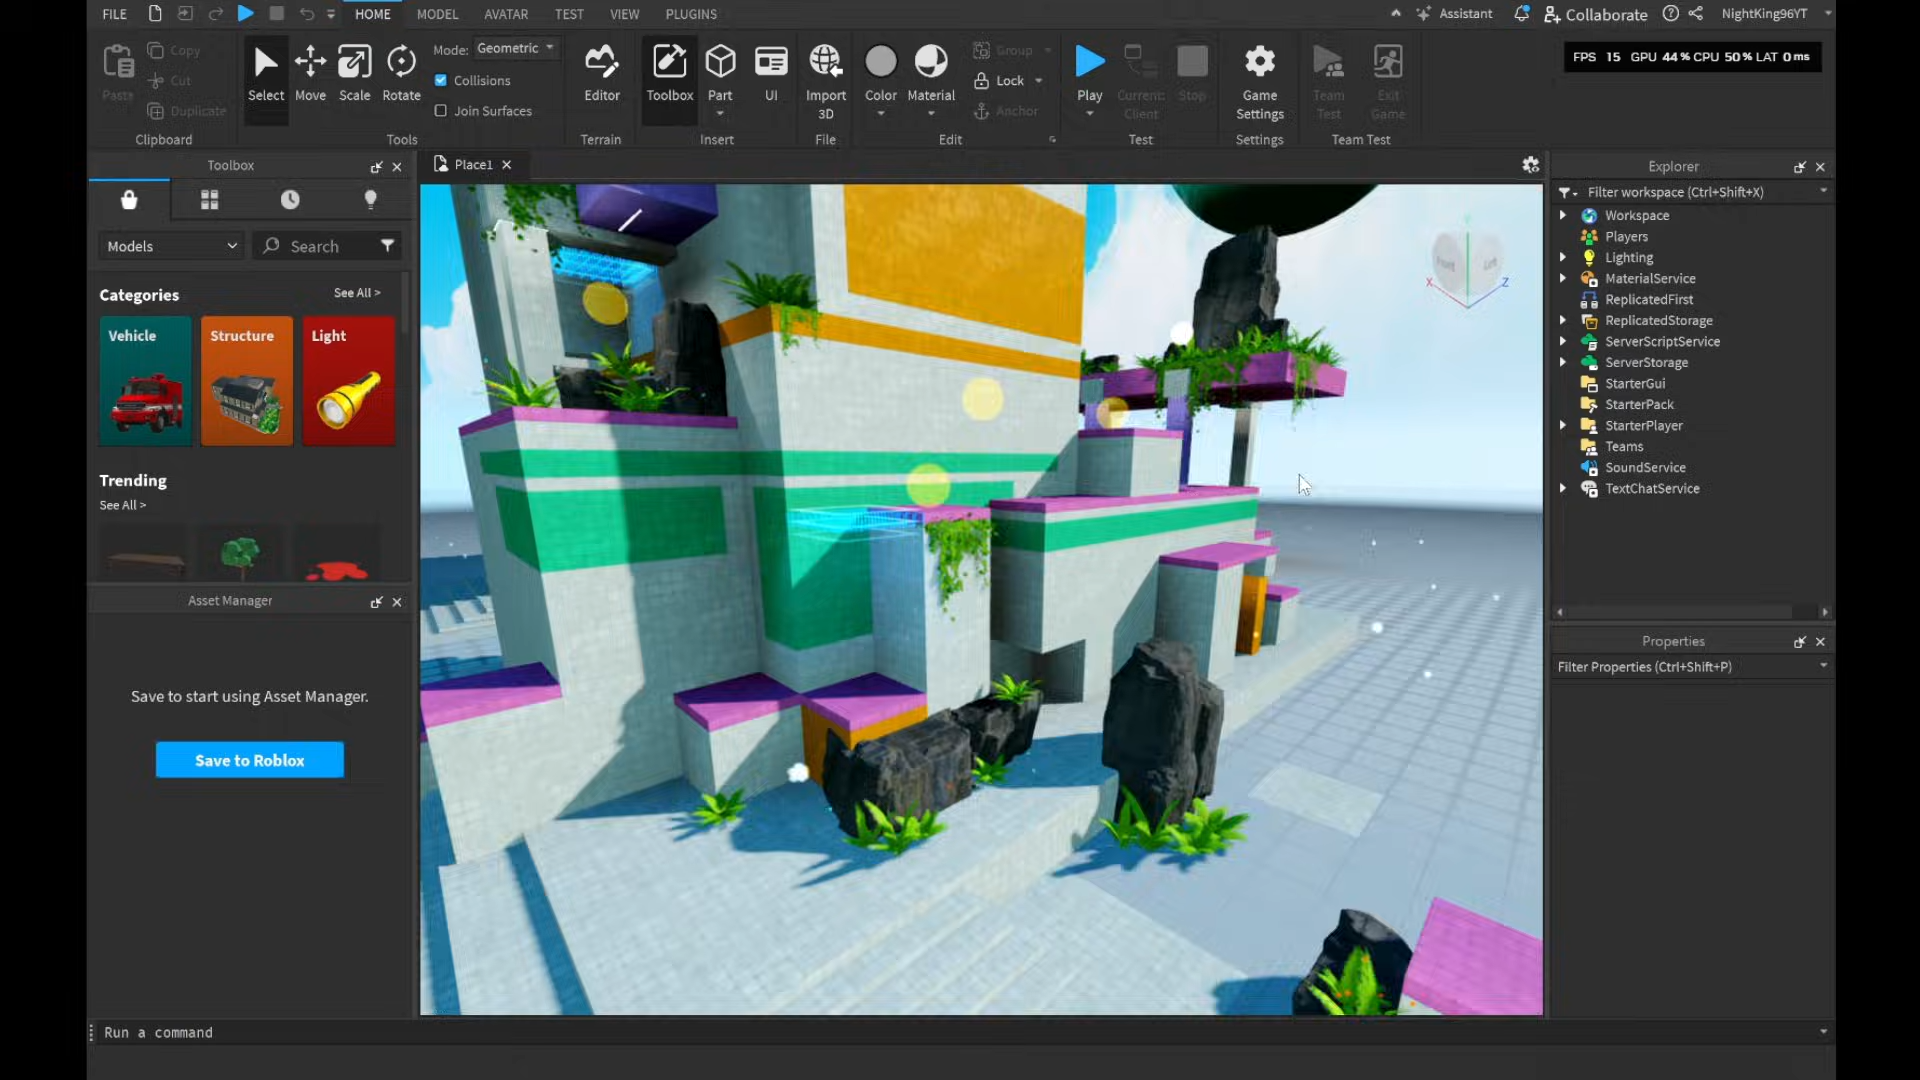 FILE HOME MODEL AVATAR TEST VIEW PLUGINS Assistant Collaborate NightKing96YT
Paste Copy Cut Duplicate
Clipboard
Select Move Scale Rotate
Mode: Geometric
Collisions
Join Surfaces
Tools
Editor
Terrain
Toolbox Part UI
Insert
Import 3D
File
Color Material
Group
Lock
Anchor
Edit
Play Current: Client Stop
Test
Game Settings
Settings
Team Test Exit Game
Team Test
FPS 15 GPU 44 % CPU 50 % LAT 0 ms
Toolbox
Models Search
Categories See All >
Vehicle Structure Light
Trending
See All >
Asset Manager
Save to start using Asset Manager.
Save to Roblox
Place1
Front Left
X Z
Explorer
Filter workspace (Ctrl+Shift+X)
Workspace
Players
Lighting
MaterialService
ReplicatedFirst
ReplicatedStorage
ServerScriptService
ServerStorage
StarterGui
StarterPack
StarterPlayer
Teams
SoundService
TextChatService
Properties
Filter Properties (Ctrl+Shift+P)
Run a command